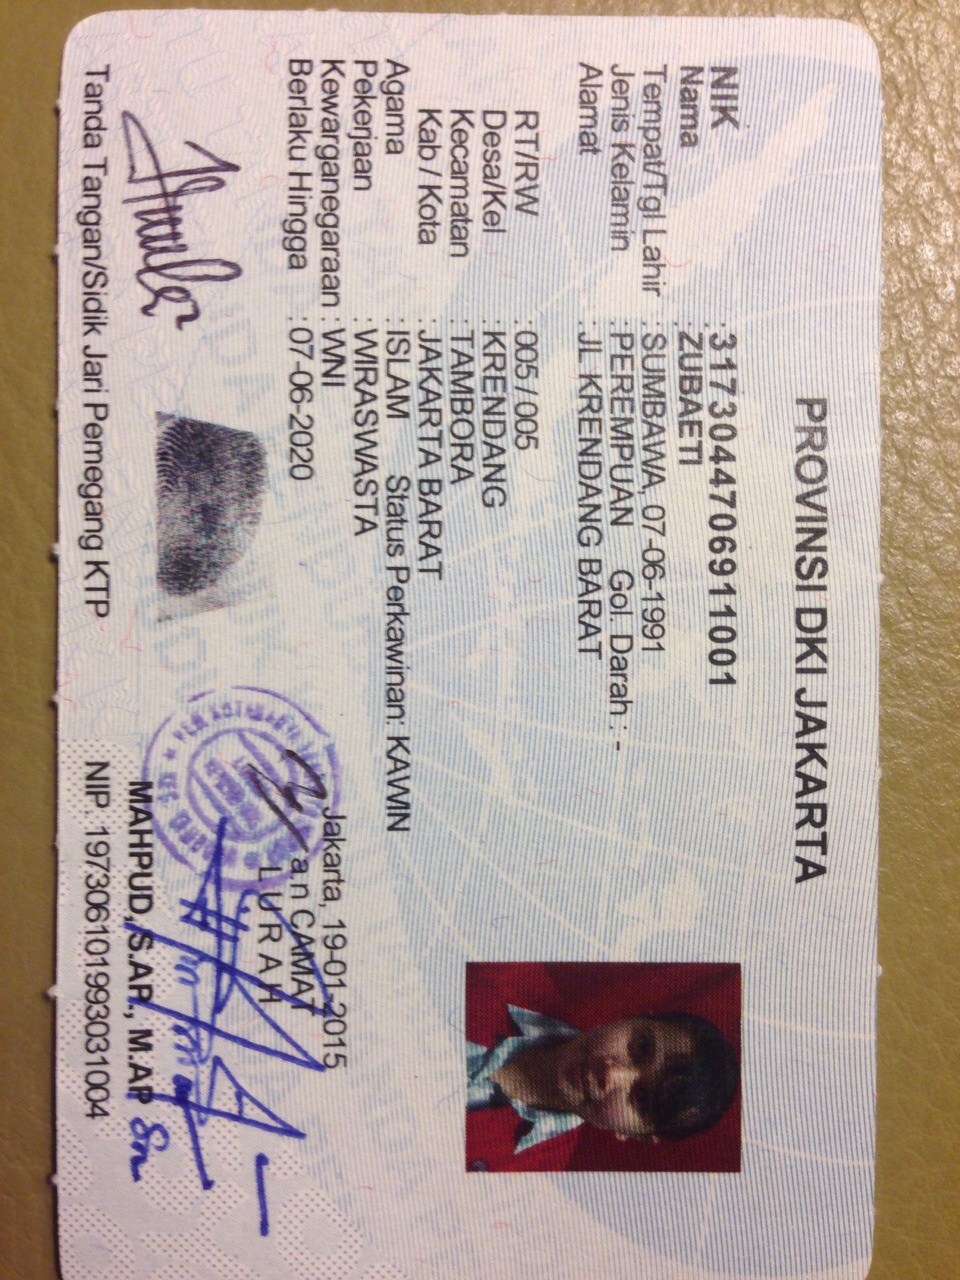 PROVINSI DKI JAKARTA
NIK : 3173044706911001
Nama : ZUBAETI
Tempat/Tgl Lahir : SUMBAWA, 07-06-1991
Jenis Kelamin : PEREMPUAN Gol. Darah : -
Alamat : JL KRENDANG BARAT
RT/RW : 005 / 005
Desa/Kel : KRENDANG
Kecamatan : TAMBORA
Kab / Kota : JAKARTA BARAT
Agama : ISLAM Status Perkawinan: KAWIN
Pekerjaan : WIRASWASTA
Kewarganegaraan : WNI
Berlaku Hingga : 07-06-2020
Jakarta, 19-01-2015
a.n CAMAT
LURAH
MAHPUD, S.AP., M.AP
NIP. 197306101993031004
Tanda Tangan/Sidik Jari Pemegang KTP